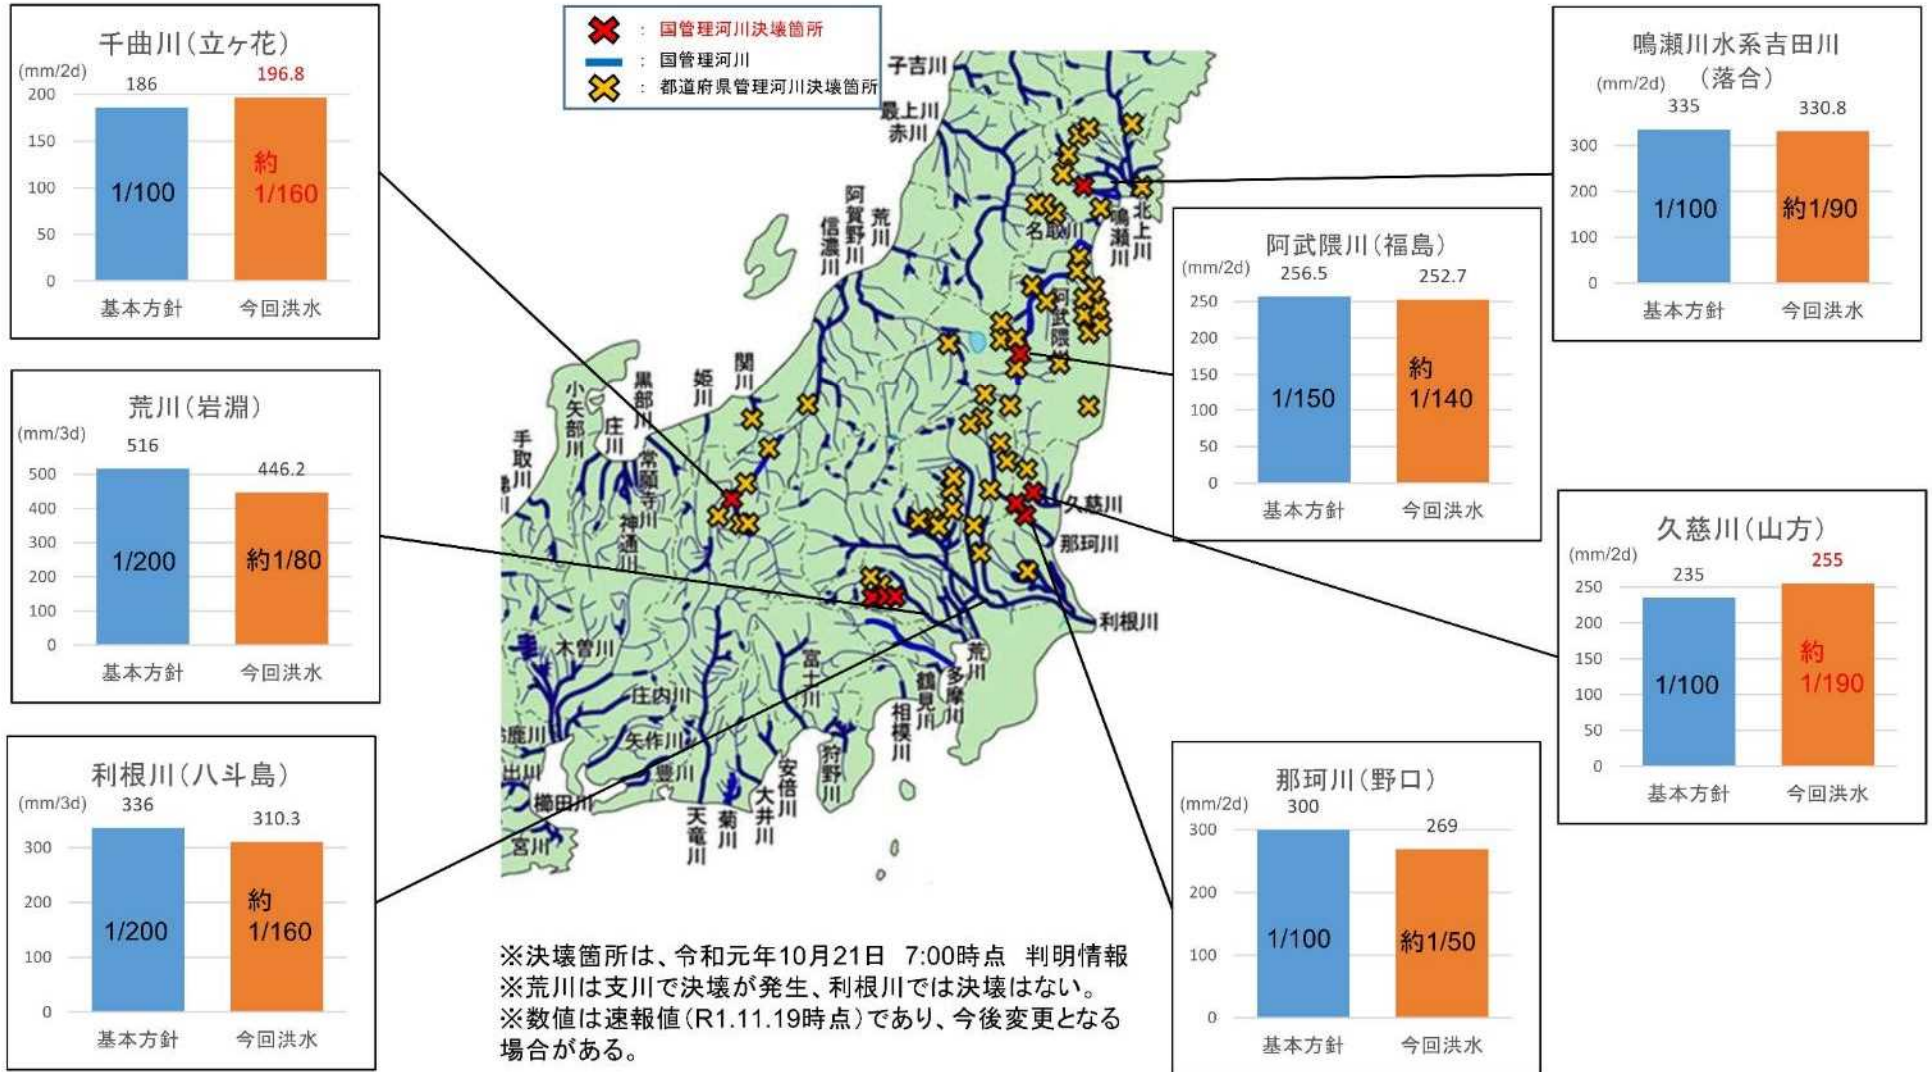 千曲川(立ヶ花)
(mm/2d)
186
196.8
200
150
100
50
0
1/100
約
1/160
基本方針
今回洪水
荒川(岩淵)
(mm/3d)
516
446.2
500
400
300
200
100
0
1/200
約1/80
基本方針
今回洪水
利根川(八斗島)
(mm/3d)
336
310.3
300
200
100
0
1/200
約
1/160
基本方針
今回洪水
: 国管理河川決壊箇所
: 国管理河川
: 都道府県管理河川決壊箇所
子吉川
最上川
赤川
荒川
阿賀野川
信濃川
名取川
鳴瀬川
北上川
阿武隈川
関川
姫川
黒部川
小矢部川
庄川
常願寺川
神通川
手取川
久慈川
那珂川
利根川
荒川
多摩川
鶴見川
相模川
富士川
狩野川
安倍川
大井川
菊川
天竜川
木曽川
庄内川
矢作川
豊川
鹿川
出川
櫛田川
宮川
※決壊箇所は、令和元年10月21日 7:00時点 判明情報
※荒川は支川で決壊が発生、利根川では決壊はない。
※数値は速報値(R1.11.19時点)であり、今後変更となる
場合がある。
鳴瀬川水系吉田川
(落合)
(mm/2d)
335
330.8
300
200
100
0
1/100
約1/90
基本方針
今回洪水
阿武隈川(福島)
(mm/2d)
256.5
252.7
250
200
150
100
50
0
1/150
約
1/140
基本方針
今回洪水
久慈川(山方)
(mm/2d)
235
255
250
200
150
100
50
0
1/100
約
1/190
基本方針
今回洪水
那珂川(野口)
(mm/2d)
300
269
300
200
100
0
1/100
約1/50
基本方針
今回洪水